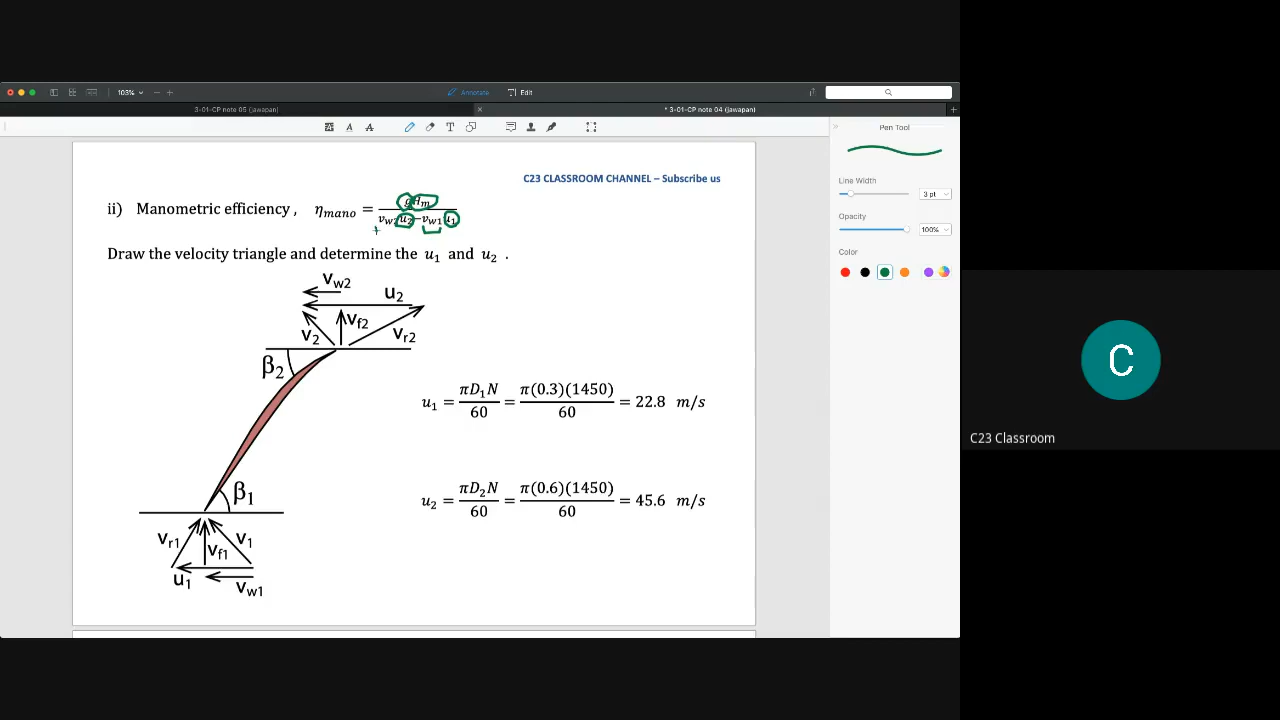 103%
Annotate
Edit
3-01-CP note 05 (jawapan)
* 3-01-CP note 04 (jawapan)
Pen Tool
Line Width
3 pt
Opacity
100%
Color
C23 CLASSROOM CHANNEL – Subscribe us
ii) Manometric efficiency , η_mano = gH_m / v_w2 u_2 − v_w1 u_1
Draw the velocity triangle and determine the u₁ and u₂ .
v_w2
u₂
v_f2
v₂
v_r2
β₂
u₁ = πD₁N / 60 = π(0.3)(1450) / 60 = 22.8 m/s
β₁
u₂ = πD₂N / 60 = π(0.6)(1450) / 60 = 45.6 m/s
v_r1
v_f1
v₁
u₁
v_w1
C
C23 Classroom